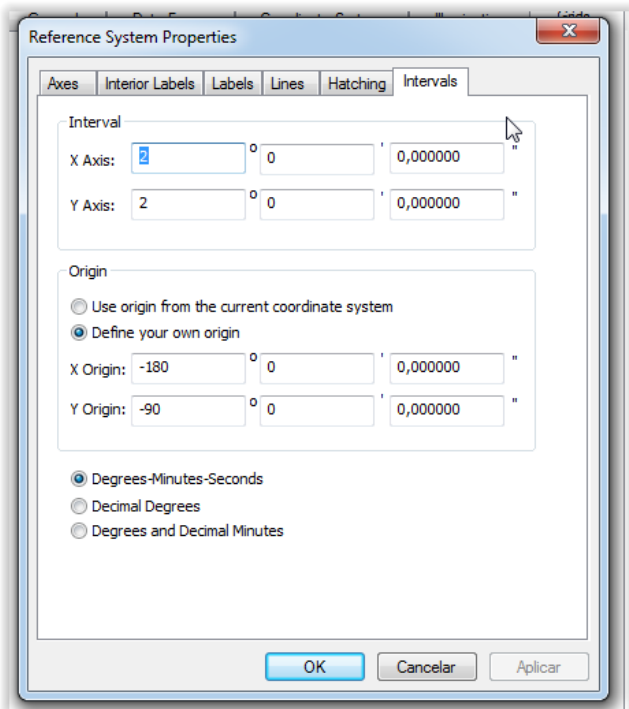 Reference System Properties
Axes Interior Labels Labels Lines Hatching Intervals
Interval
X Axis: 2 ° 0 ' 0,000000 "
Y Axis: 2 ° 0 ' 0,000000 "
Origin
Use origin from the current coordinate system
Define your own origin
X Origin: -180 ° 0 ' 0,000000 "
Y Origin: -90 ° 0 ' 0,000000 "
Degrees-Minutes-Seconds
Decimal Degrees
Degrees and Decimal Minutes
OK Cancelar Aplicar